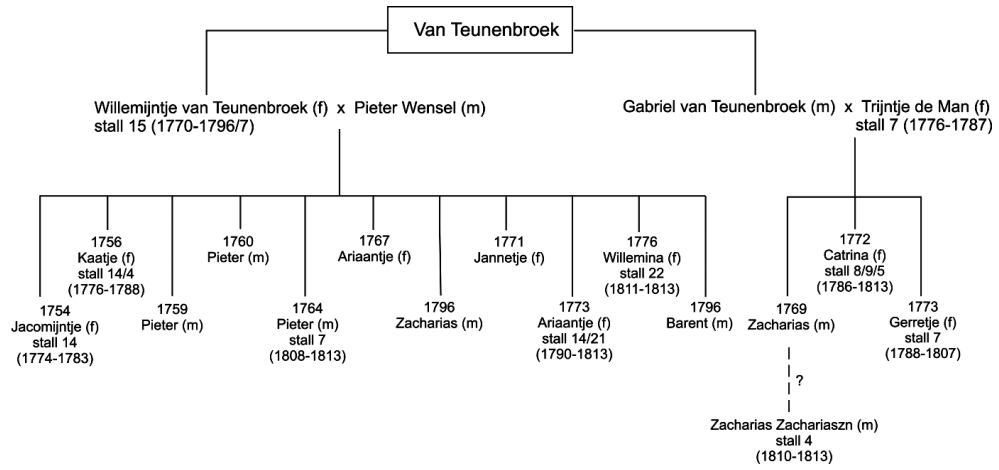 Van Teunenbroek
Willemijntje van Teunenbroek (f) x Pieter Wensel (m)
stall 15 (1770-1796/7)
Gabriel van Teunenbroek (m) x Trijntje de Man (f)
stall 7 (1776-1787)
1754
Jacomijntje (f)
stall 14
(1774-1783)
1756
Kaatje (f)
stall 14/4
(1776-1788)
1759
Pieter (m)
1760
Pieter (m)
1764
Pieter (m)
stall 7
(1808-1813)
1767
Ariaantje (f)
1796
Zacharias (m)
1771
Jannetje (f)
1773
Ariaantje (f)
stall 14/21
(1790-1813)
1776
Willemina (f)
stall 22
(1811-1813)
1796
Barent (m)
1769
Zacharias (m)
1772
Catrina (f)
stall 8/9/5
(1786-1813)
1773
Gerretje (f)
stall 7
(1788-1807)
?
Zacharias Zachariaszn (m)
stall 4
(1810-1813)